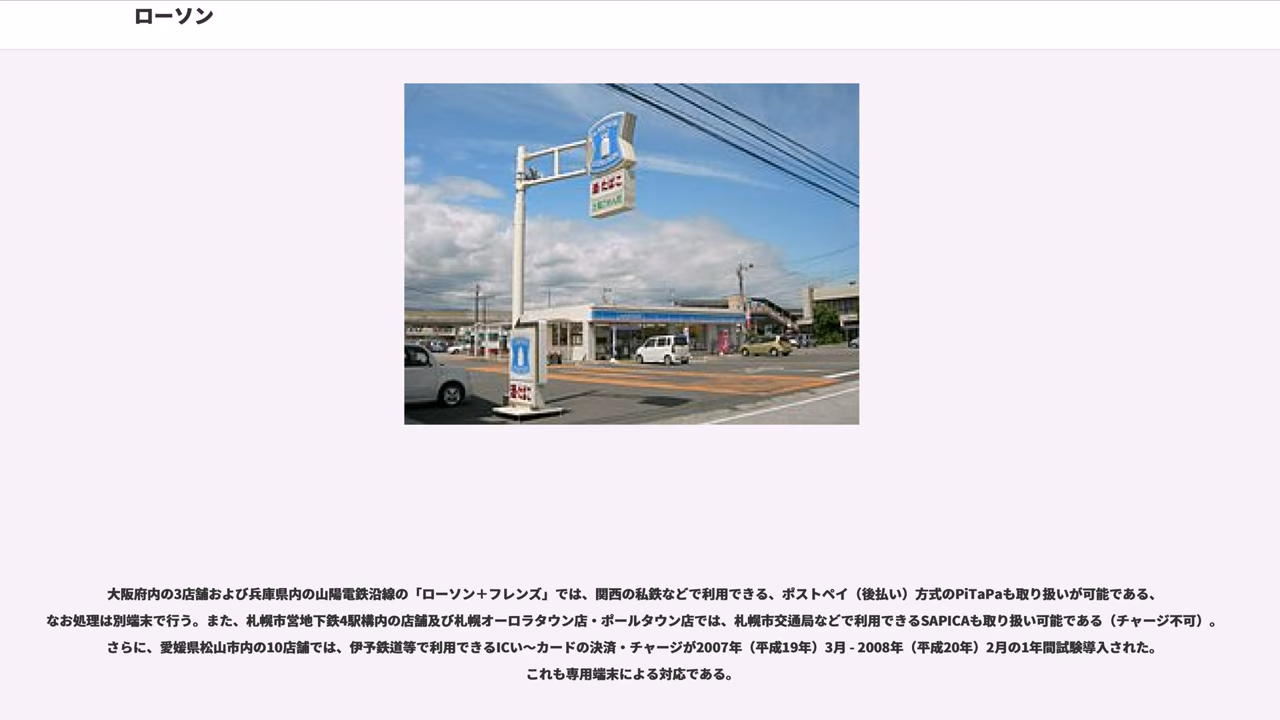 ローソン
酒 たばこ
酒 たばこ
大阪府内の3店舗および兵庫県内の山陽電鉄沿線の「ローソン＋フレンズ」では、関西の私鉄などで利用できる、ポストペイ（後払い）方式のPiTaPaも取り扱いが可能である、
なお処理は別端末で行う。また、札幌市営地下鉄4駅構内の店舗及び札幌オーロラタウン店・ポールタウン店では、札幌市交通局などで利用できるSAPICAも取り扱い可能である（チャージ不可）。
さらに、愛媛県松山市内の10店舗では、伊予鉄道等で利用できるICい〜カードの決済・チャージが2007年（平成19年）3月 - 2008年（平成20年）2月の1年間試験導入された。
これも専用端末による対応である。